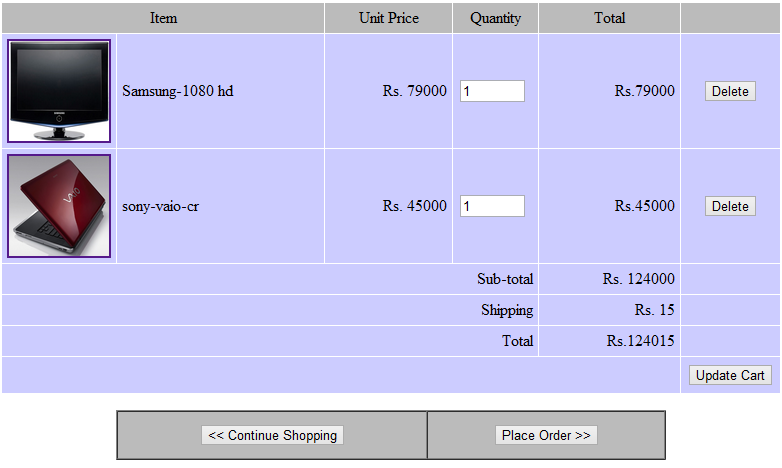 Item Unit Price Quantity Total
Samsung-1080 hd Rs. 79000 1 Rs.79000 Delete
SAMSUNG
VAIO
sony-vaio-cr Rs. 45000 1 Rs.45000 Delete
Sub-total Rs. 124000
Shipping Rs. 15
Total Rs.124015
Update Cart
<< Continue Shopping Place Order >>